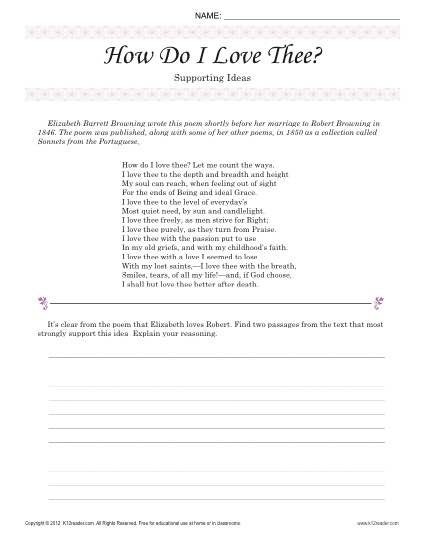 NAME:
How Do I Love Thee?
Supporting Ideas
Elizabeth Barrett Browning wrote this poem shortly before her marriage to Robert Browning in
1846. The poem was published, along with some of her other poems, in 1850 as a collection called
Sonnets from the Portuguese.
How do I love thee? Let me count the ways.
I love thee to the depth and breadth and height
My soul can reach, when feeling out of sight
For the ends of Being and ideal Grace.
I love thee to the level of everyday's
Most quiet need, by sun and candlelight.
I love thee freely, as men strive for Right;
I love thee purely, as they turn from Praise.
I love thee with the passion put to use
In my old griefs, and with my childhood's faith.
I love thee with a love I seemed to lose
With my lost saints,—I love thee with the breath,
Smiles, tears, of all my life!—and, if God choose,
I shall but love thee better after death.
It's clear from the poem that Elizabeth loves Robert. Find two passages from the text that most
strongly support this idea Explain your reasoning.
Copyright © 2012 K12reader.com. All Rights Reserved. Free for educational use at home or in classrooms.
www.k12reader.com